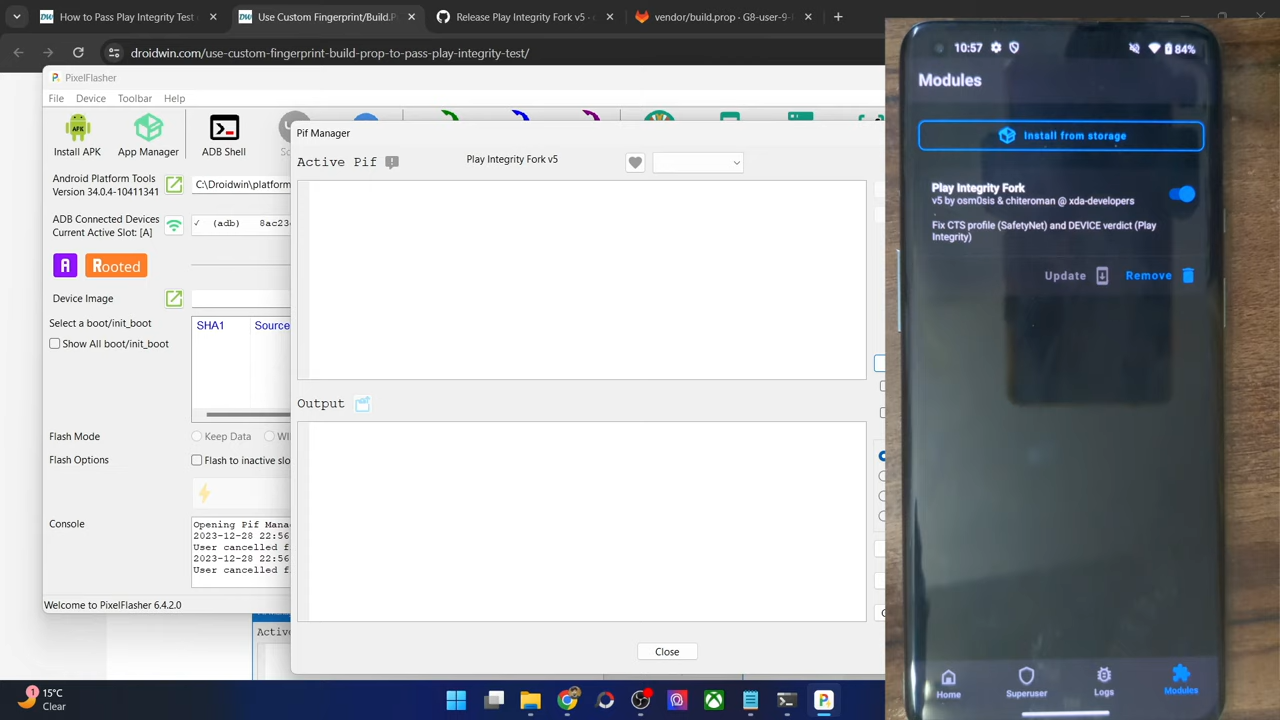 How to Pass Play Integrity Test
Use Custom Fingerprint/Build.P
Release Play Integrity Fork v5 ·
vendor/build.prop · G8-user-9-
droidwin.com/use-custom-fingerprint-build-prop-to-pass-play-integrity-test/
PixelFlasher
File Device Toolbar Help
Install APK
App Manager
ADB Shell
Android Platform Tools
Version 34.0.4-10411341
C:\Droidwin\platform
ADB Connected Devices
Current Active Slot: [A]
✓ (adb) 8ac23
A
Rooted
Device Image
Select a boot/init_boot
Show All boot/init_boot
SHA1 Source
Flash Mode
Keep Data
Flash Options
Flash to inactive slo
Console
Opening Pif Mana
2023-12-28 22:56
User cancelled f
2023-12-28 22:56
User cancelled f
Welcome to PixelFlasher 6.4.2.0
Active
Pif Manager
Active Pif
Play Integrity Fork v5
Output
Close
10:57
84%
Modules
Install from storage
Play Integrity Fork
v5 by osm0sis & chiteroman @ xda-developers
Fix CTS profile (SafetyNet) and DEVICE verdict (Play
Integrity)
Update
Remove
Home
Superuser
Logs
Modules
15°C
Clear
1